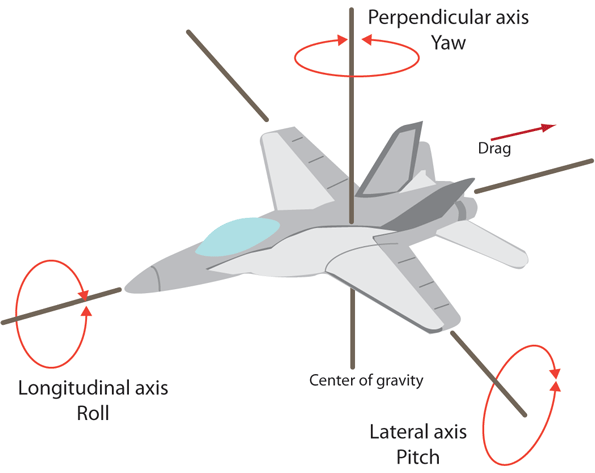 Perpendicular axis
Yaw
Drag
Center of gravity
Longitudinal axis
Roll
Lateral axis
Pitch